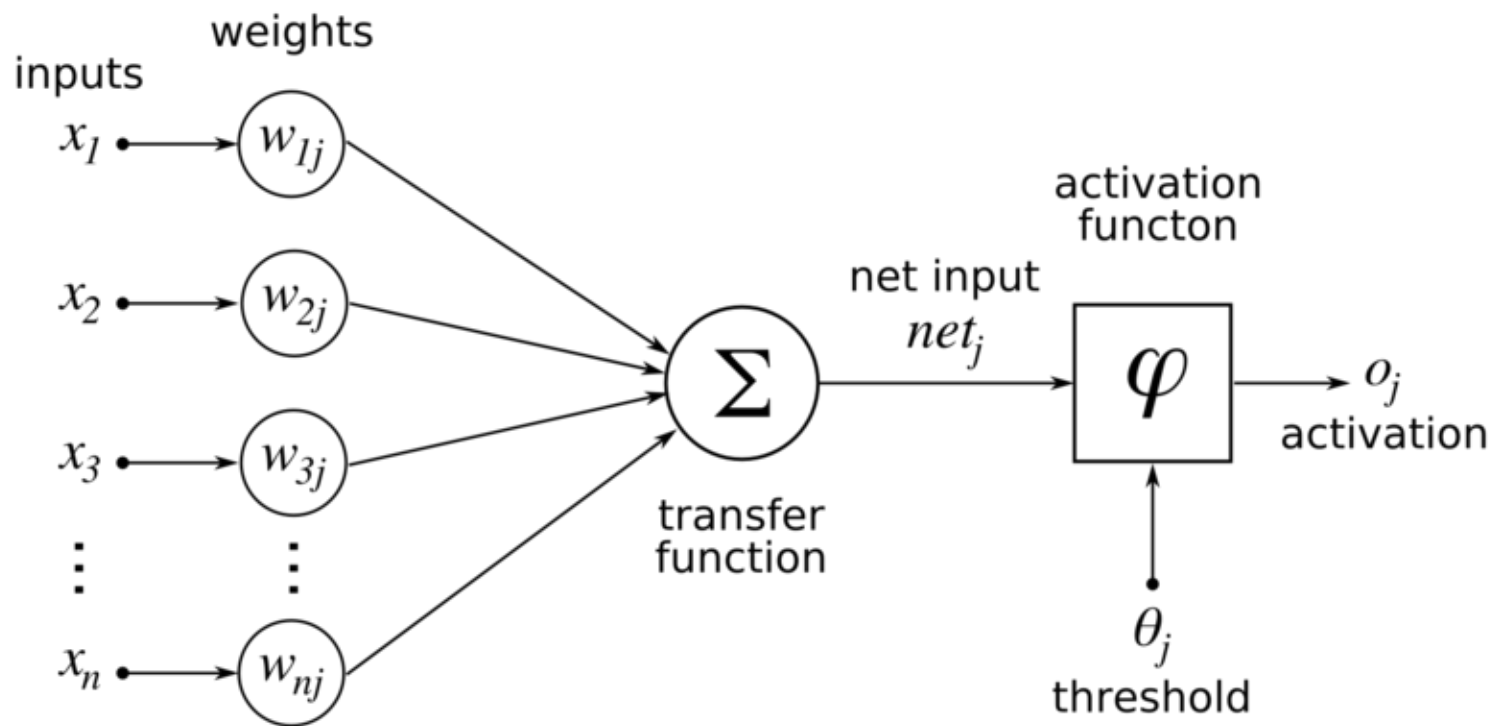 weights
inputs
x₁
w₁ⱼ
activation
functon
x₂
w₂ⱼ
net input
netⱼ
Σ
φ
oⱼ
activation
x₃
w₃ⱼ
transfer
function
⋮ ⋮
θⱼ
xₙ
wₙⱼ
threshold